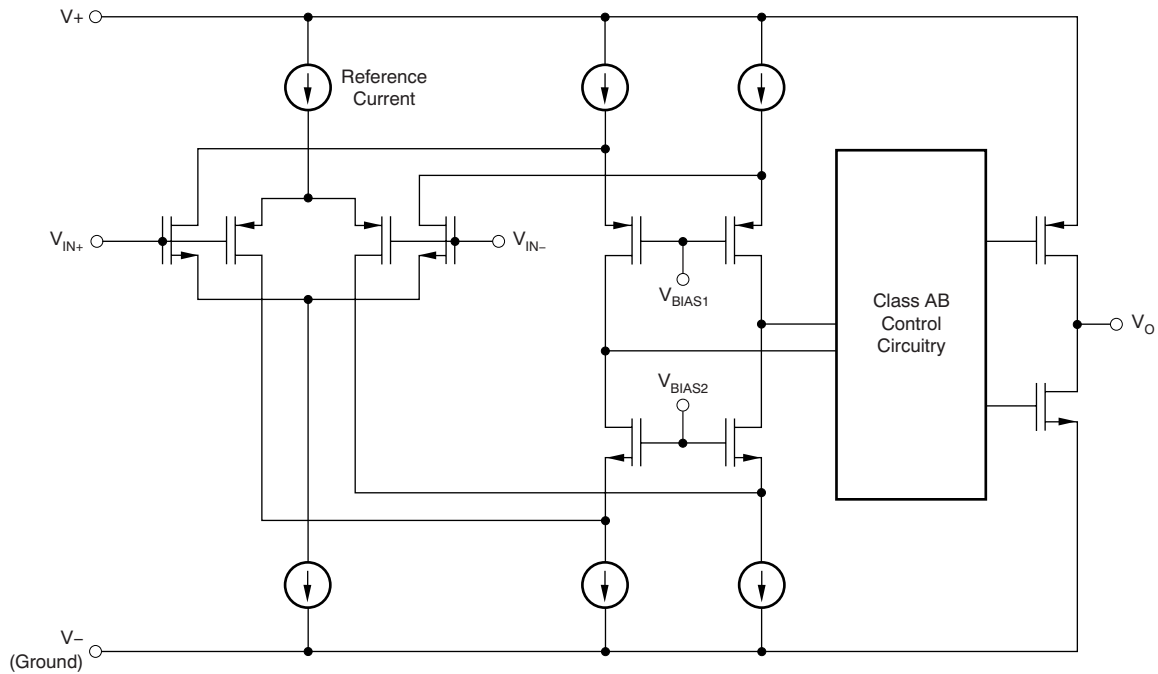 V+
Reference
Current
V_IN+
V_IN−
V_BIAS1
V_BIAS2
Class AB
Control
Circuitry
V_O
V−
(Ground)